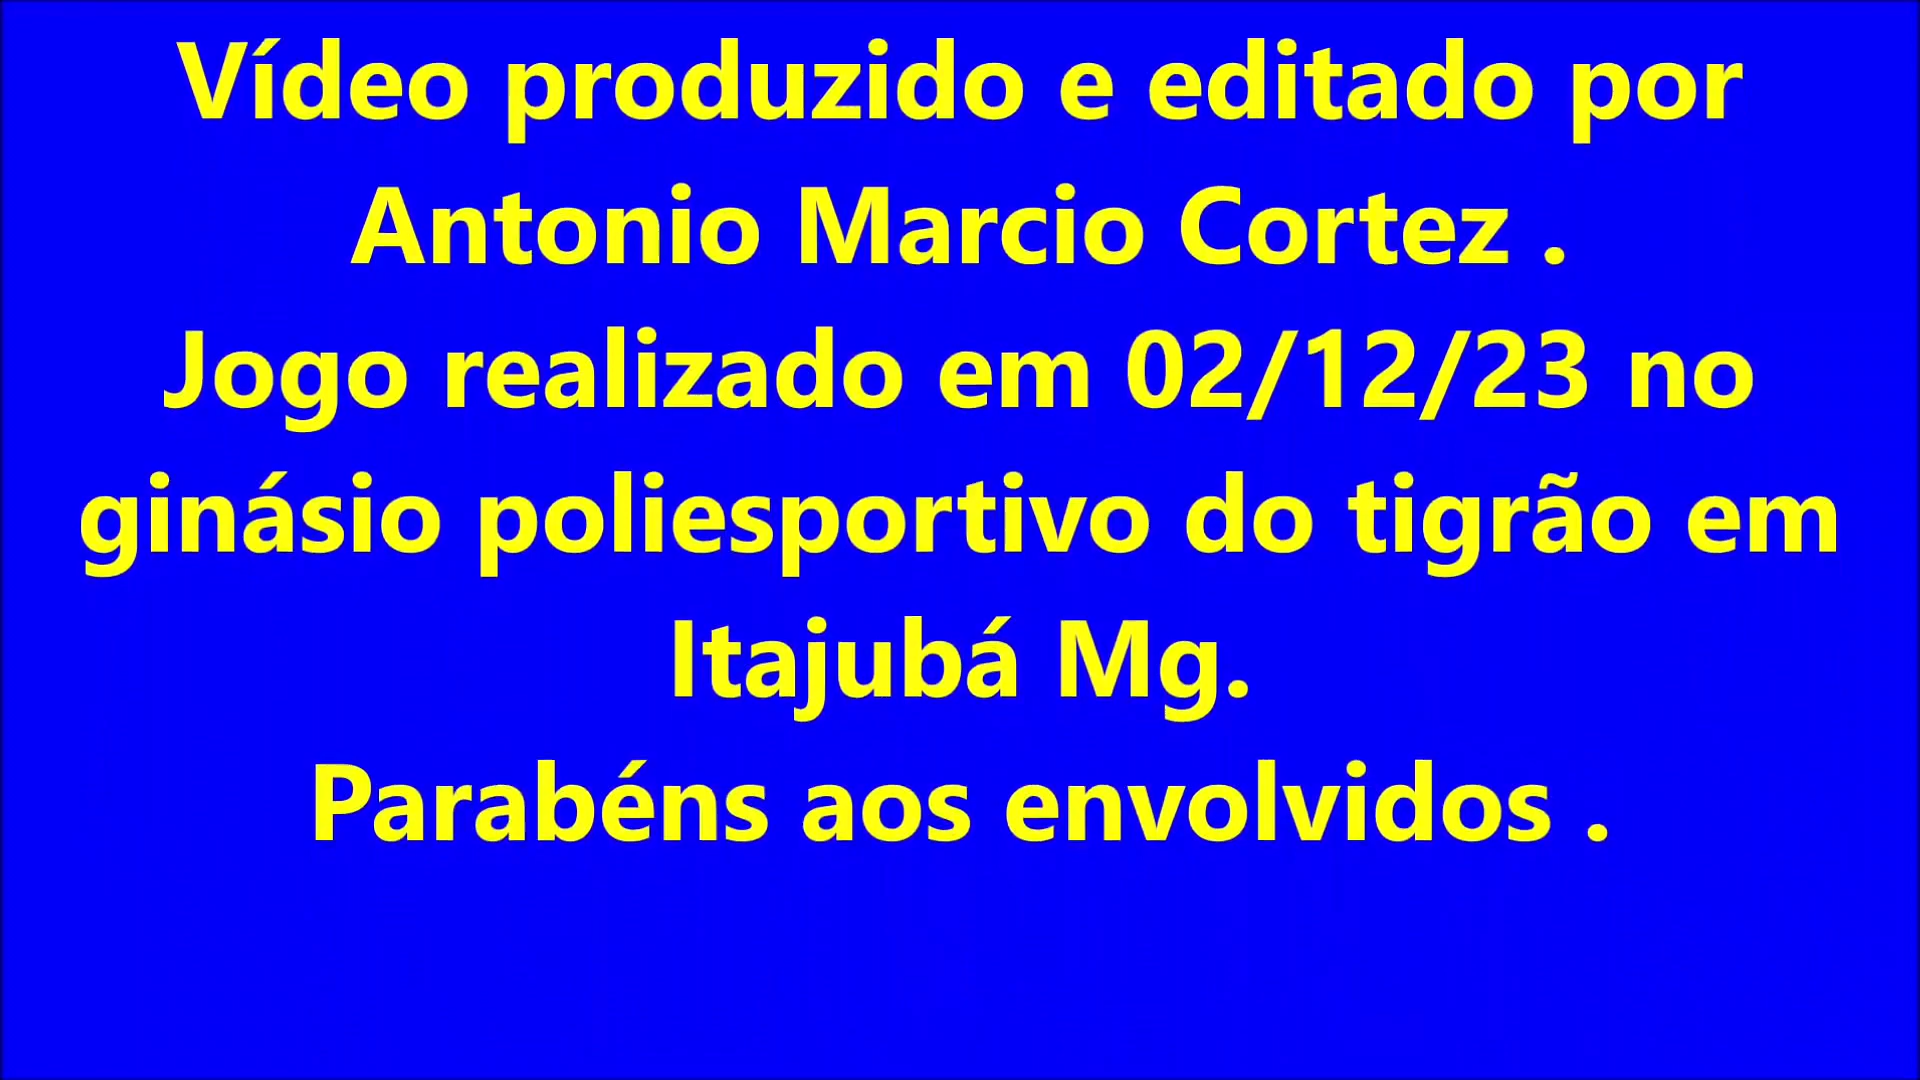 Vídeo produzido e editado por
Antonio Marcio Cortez .
Jogo realizado em 02/12/23 no
ginásio poliesportivo do tigrão em
Itajubá Mg.
Parabéns aos envolvidos .